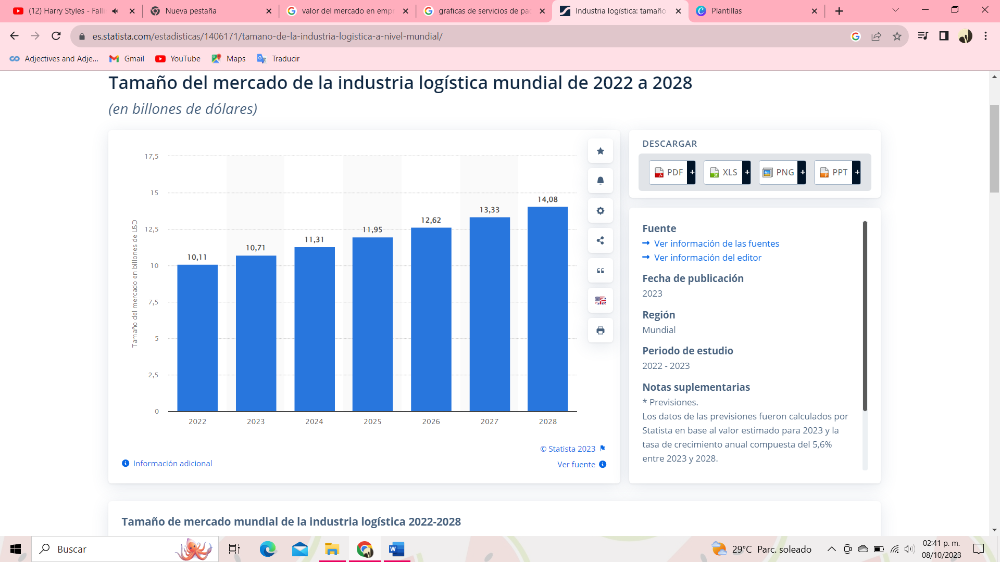 (12) Harry Styles - Falli
Nueva pestaña
valor del mercado en emp
graficas de servicios de pa
Industria logística: tamaño
Plantillas
es.statista.com/estadisticas/1406171/tamano-de-la-industria-logistica-a-nivel-mundial/
Adjectives and Adje...
Gmail
YouTube
Maps
Traducir
Tamaño del mercado de la industria logística mundial de 2022 a 2028
(en billones de dólares)
Tamaño del mercado en billones de USD
17,5
15
12,5
10
7,5
5
2,5
0
10,11
10,71
11,31
11,95
12,62
13,33
14,08
2022
2023
2024
2025
2026
2027
2028
© Statista 2023
Información adicional
Ver fuente
DESCARGAR
PDF +
XLS +
PNG +
PPT +
Fuente
Ver información de las fuentes
Ver información del editor
Fecha de publicación
2023
Región
Mundial
Periodo de estudio
2022 - 2023
Notas suplementarias
* Previsiones.
Los datos de las previsiones fueron calculados por
Statista en base al valor estimado para 2023 y la
tasa de crecimiento anual compuesta del 5,6%
entre 2023 y 2028.
Tamaño de mercado mundial de la industria logística 2022-2028
Buscar
29°C Parc. soleado
02:41 p. m.
08/10/2023